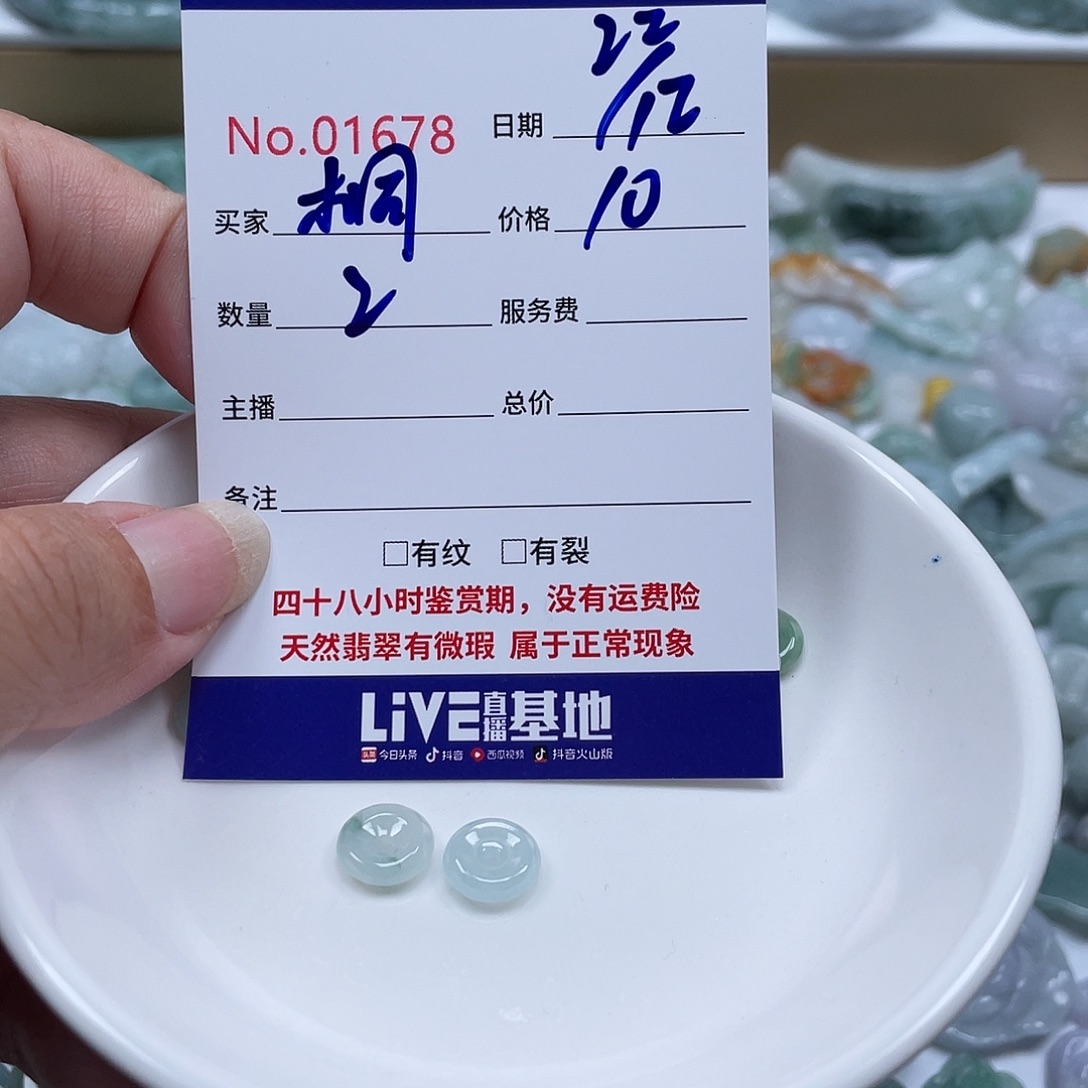 No.01678 日期 22/12
买家 桐 价格 10
数量 2 服务费
主播 总价
备注
□有纹 □有裂
四十八小时鉴赏期，没有运费险
天然翡翠有微瑕 属于正常现象
LiVE直播基地
头条 今日头条 抖音 西瓜视频 抖音火山版